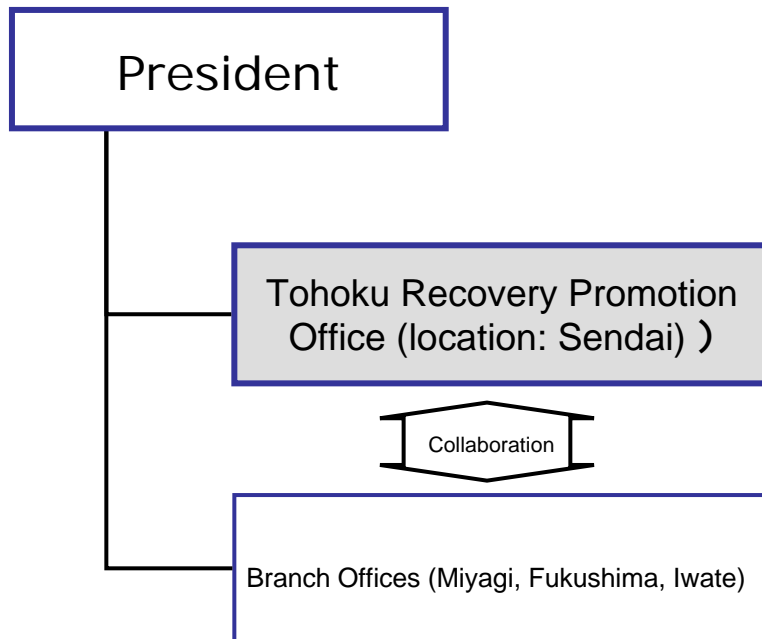 President
Tohoku Recovery Promotion
Office (location: Sendai) ）
Collaboration
Branch Offices (Miyagi, Fukushima, Iwate)